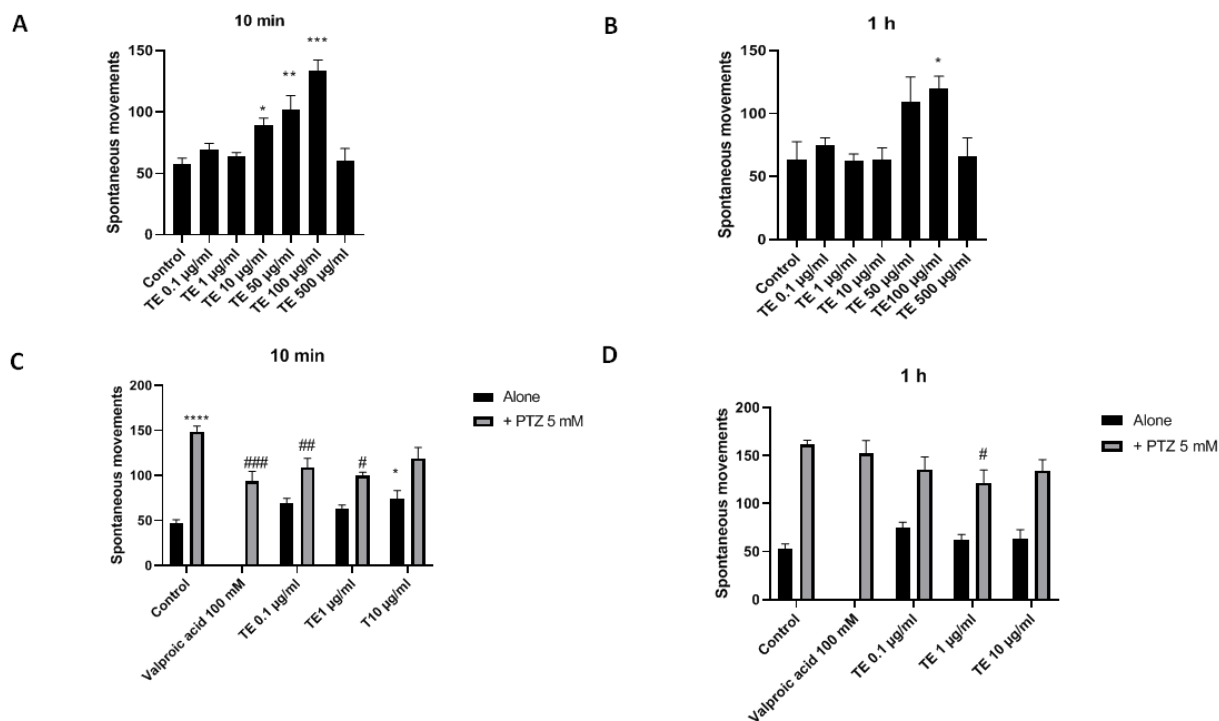 A
10 min
Spontaneous movements
150
100
50
0
*
**
***
Control
TE 0.1 µg/ml
TE 1 µg/ml
TE 10 µg/ml
TE 50 µg/ml
TE 100 µg/ml
TE 500 µg/ml
B
1 h
Spontaneous movements
150
100
50
0
*
Control
TE 0.1 µg/ml
TE 1 µg/ml
TE 10 µg/ml
TE 50 µg/ml
TE100 µg/ml
TE 500 µg/ml
C
10 min
Spontaneous movements
200
150
100
50
0
****
###
##
#
*
Control
Valproic acid 100 mM
TE 0.1 µg/ml
TE1 µg/ml
T10 µg/ml
Alone
+ PTZ 5 mM
D
1 h
Spontaneous movements
200
150
100
50
0
#
Control
Valproic acid 100 mM
TE 0.1 µg/ml
TE 1 µg/ml
TE 10 µg/ml
Alone
+ PTZ 5 mM